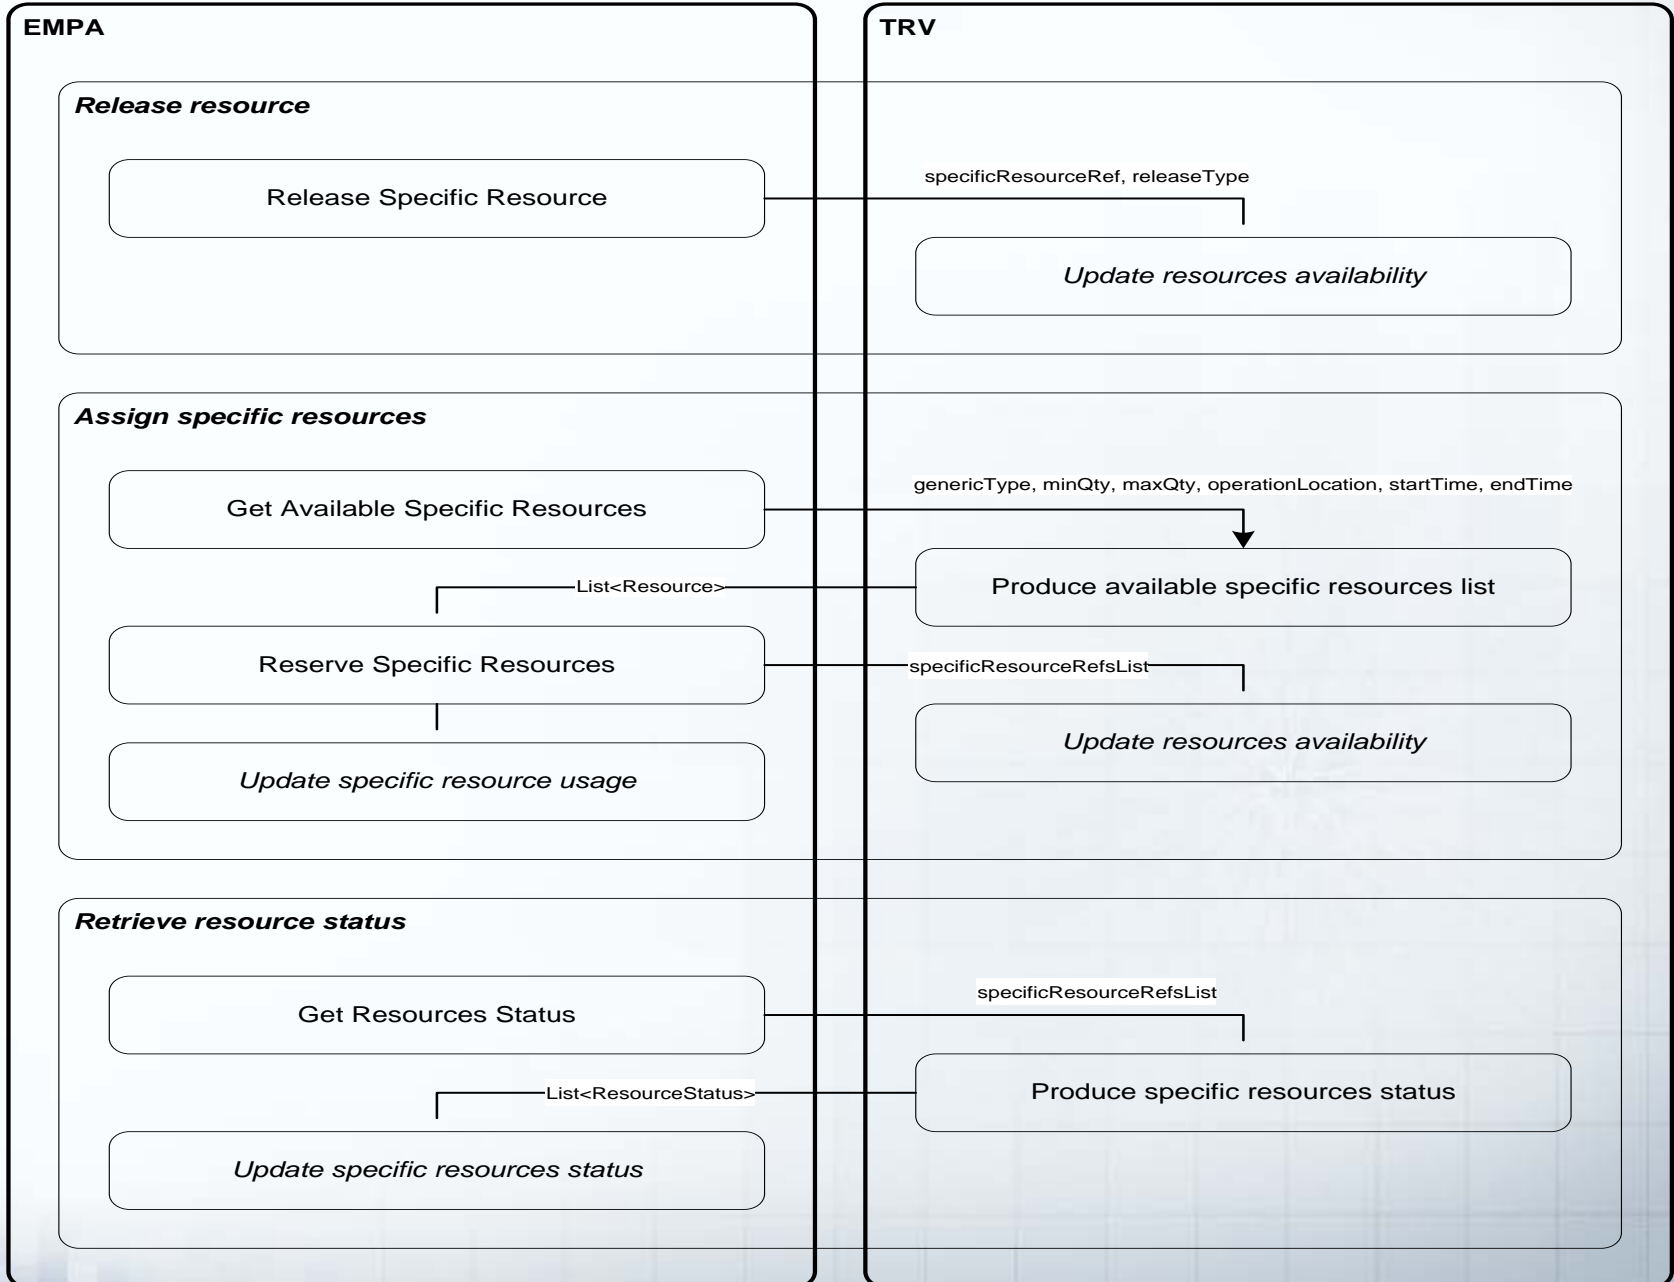 EMPA
TRV
Release resource
Release Specific Resource
specificResourceRef, releaseType
Update resources availability
Assign specific resources
Get Available Specific Resources
genericType, minQty, maxQty, operationLocation, startTime, endTime
List<Resource>
Produce available specific resources list
Reserve Specific Resources
specificResourceRefsList
Update resources availability
Update specific resource usage
Retrieve resource status
Get Resources Status
specificResourceRefsList
List<ResourceStatus>
Produce specific resources status
Update specific resources status